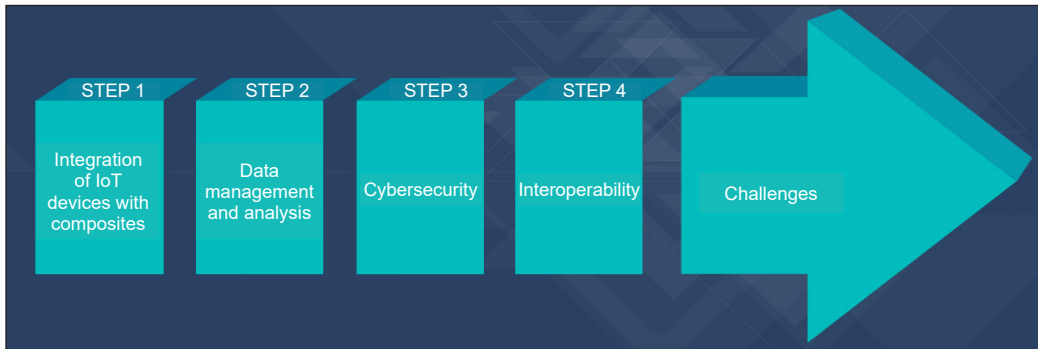 STEP 1
Integration
of IoT
devices with
composites
STEP 2
Data
management
and analysis
STEP 3
Cybersecurity
STEP 4
Interoperability
Challenges